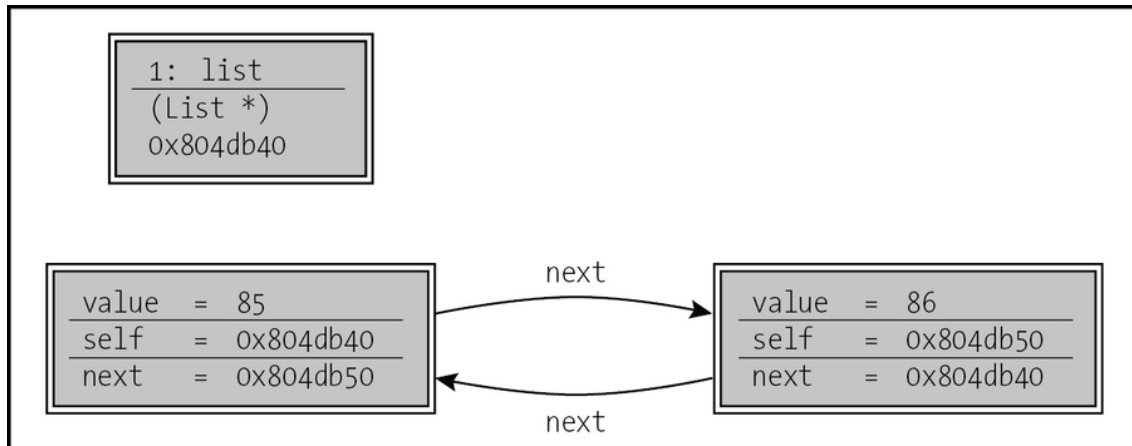 1: list
(List *)
0x804db40
next
value = 85
self = 0x804db40
next = 0x804db50
value = 86
self = 0x804db50
next = 0x804db40
next